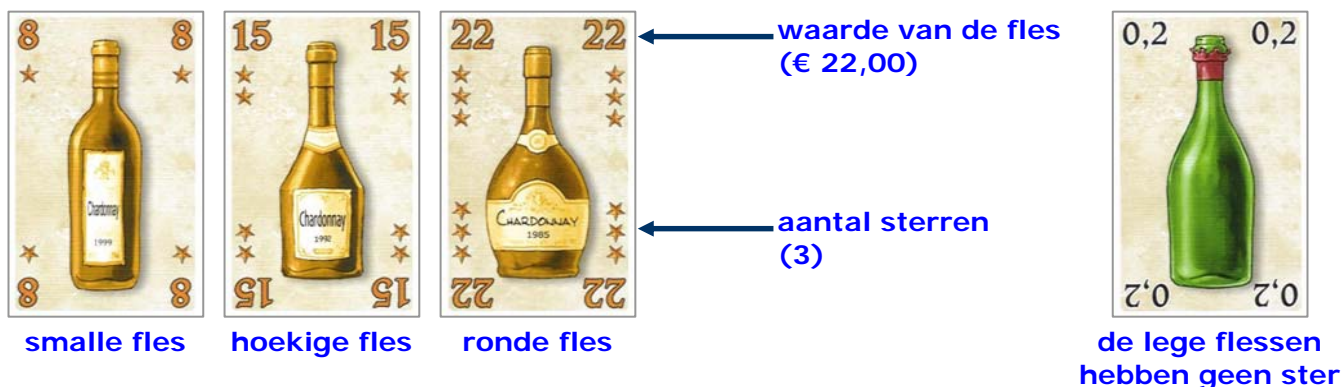 8 8
Chardonnay
1999
8 8
smalle fles
15 15
Chardonnay
1992
15 15
hoekige fles
22 22
CHARDONNAY
1985
22 22
ronde fles
waarde van de fles
(€ 22,00)
aantal sterren
(3)
0,2 0,2
0,2 0,2
de lege flessen
hebben geen ster